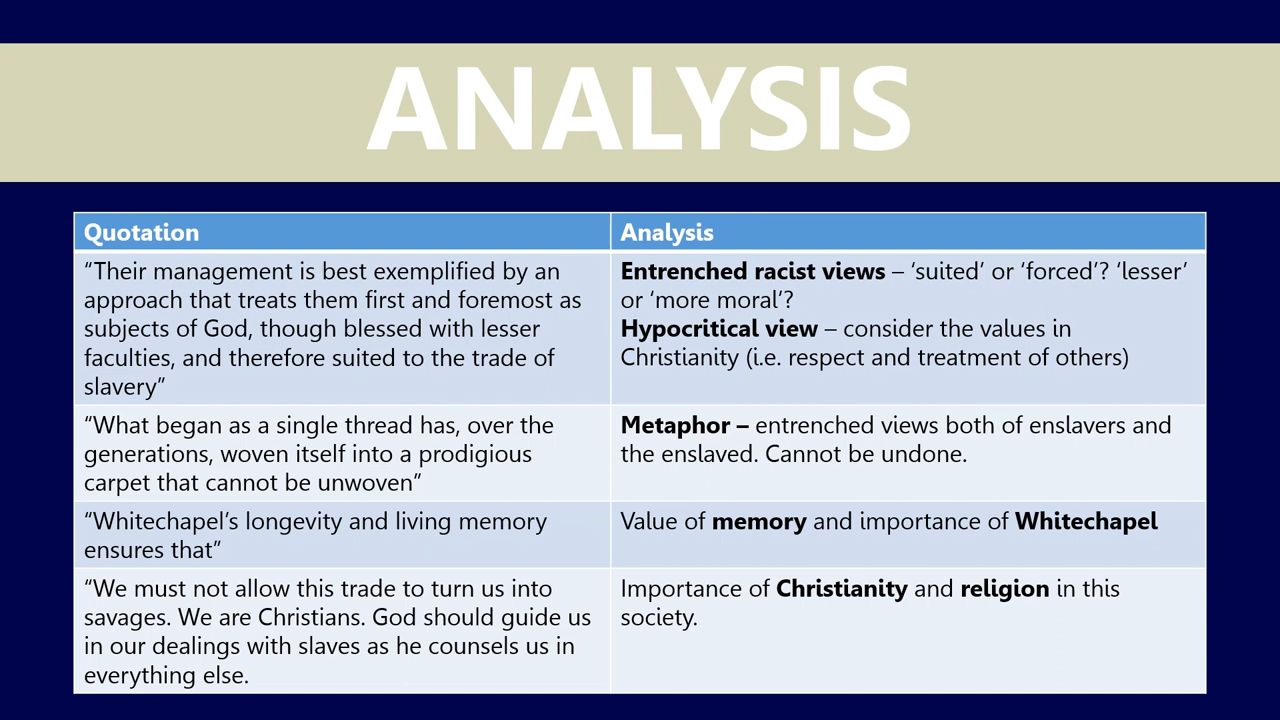 ANALYSIS
Quotation
Analysis
“Their management is best exemplified by an
approach that treats them first and foremost as
subjects of God, though blessed with lesser
faculties, and therefore suited to the trade of
slavery”
Entrenched racist views – ‘suited’ or ‘forced’? ‘lesser’
or ‘more moral’?
Hypocritical view – consider the values in
Christianity (i.e. respect and treatment of others)
“What began as a single thread has, over the
generations, woven itself into a prodigious
carpet that cannot be unwoven”
Metaphor – entrenched views both of enslavers and
the enslaved. Cannot be undone.
“Whitechapel’s longevity and living memory
ensures that”
Value of memory and importance of Whitechapel
“We must not allow this trade to turn us into
savages. We are Christians. God should guide us
in our dealings with slaves as he counsels us in
everything else.
Importance of Christianity and religion in this
society.